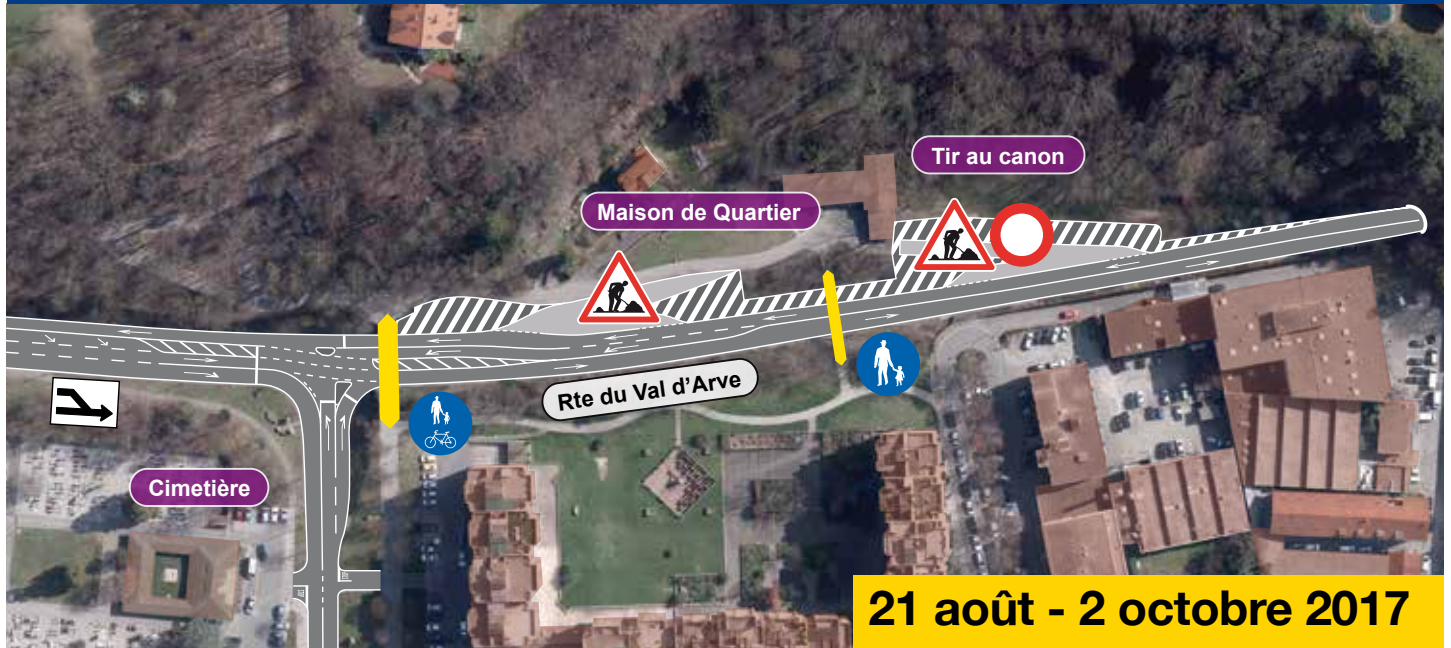 Tir au canon
Maison de Quartier
Rte du Val d’Arve
Cimetière
21 août - 2 octobre 2017